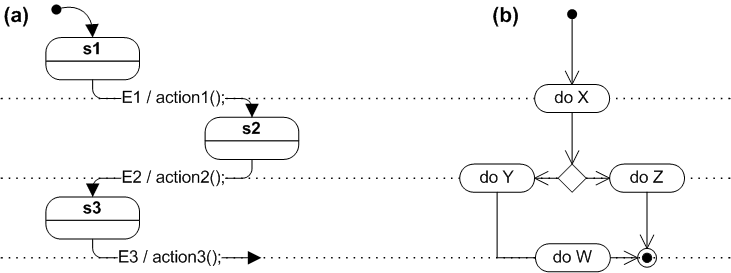 (a)
(b)
s1
E1 / action1();
do X
s2
E2 / action2();
do Y
do Z
s3
E3 / action3();
do W